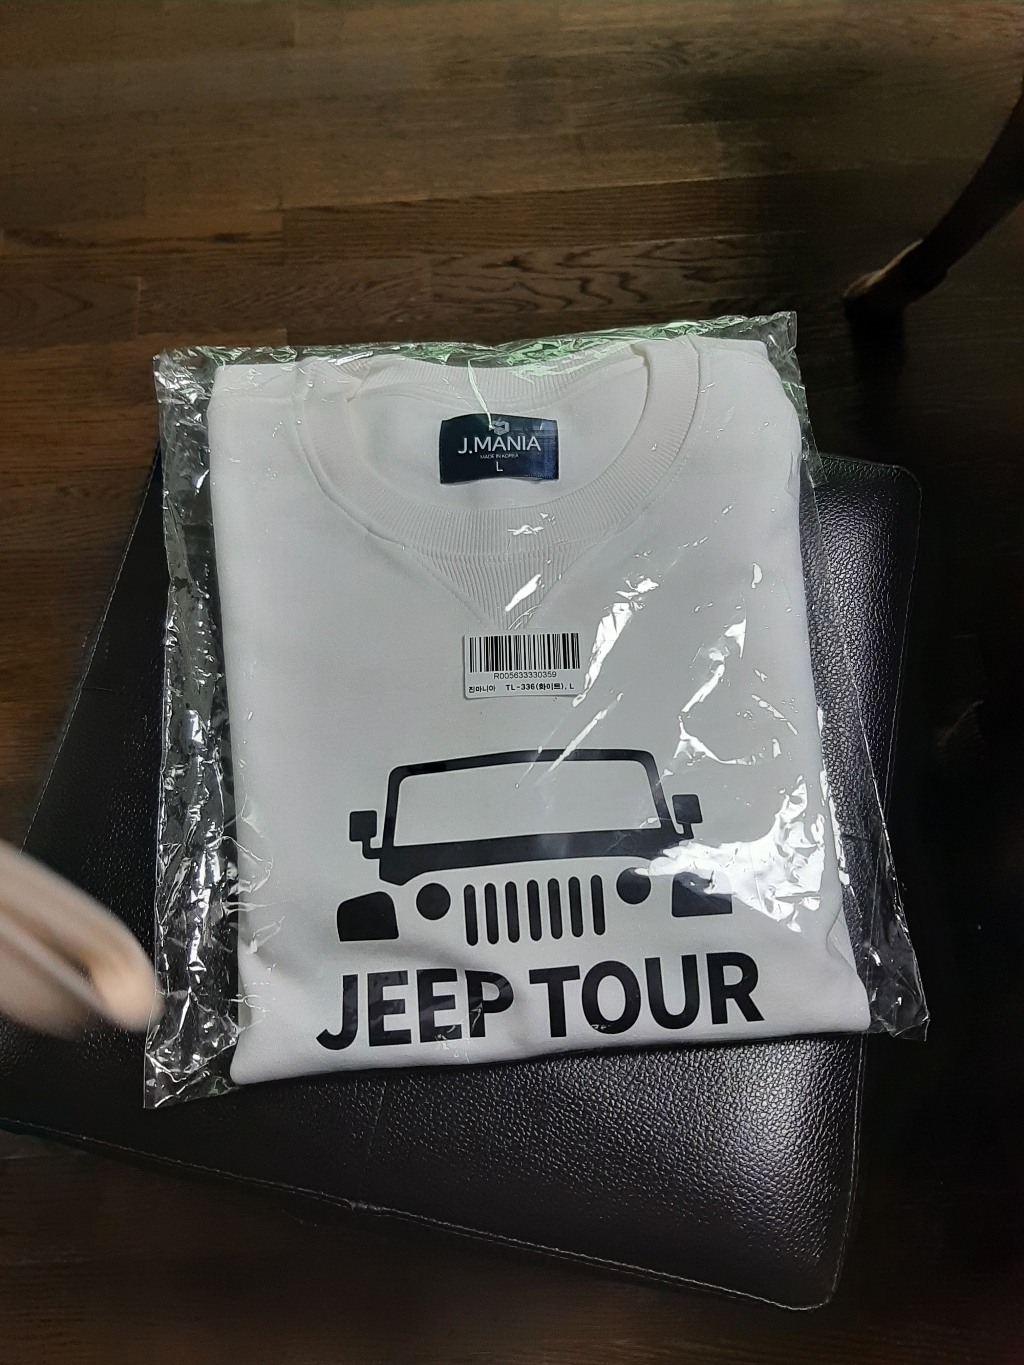 J.MANIA
MADE IN KOREA
L
R005633330359
진마니아 TL-336(화이트), L
JEEP TOUR